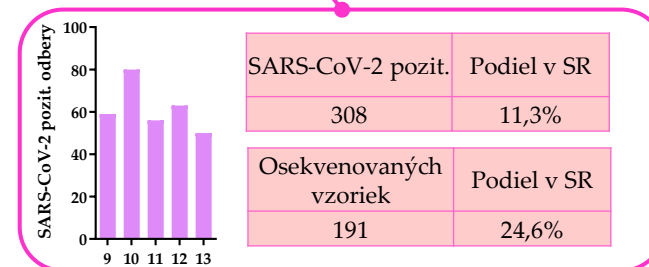 SARS-CoV-2 pozit. odbery
100
80
60
40
20
0
9 10 11 12 13
SARS-CoV-2 pozit. Podiel v SR
308 11,3%
Osekvenovaných
vzoriek
Podiel v SR
191 24,6%